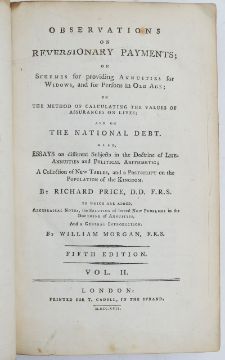 OBSERVATIONS
ON
REVERSIONARY PAYMENTS;
ON
SCHEMES for providing ANNUITIES for
WIDOWS, and for Persons in OLD AGE;
ON
THE METHOD OF CALCULATING THE VALUES OF
ASSURANCES ON LIVES;
AND ON
THE NATIONAL DEBT.
ALSO,
ESSAYS on different Subjects in the Doctrine of LIFE-
ANNUITIES and POLITICAL ARITHMETIC;
A Collection of New TABLES, and a POSTSCRIPT on the
POPULATION of the KINGDOM.
BY RICHARD PRICE, D.D. F.R.S.
TO WHICH ARE ADDED,
ALGEBRAICAL NOTES, the SOLUTION of several New PROBLEMS in the
DOCTRINE OF ANNUITIES,
And a GENERAL INTRODUCTION.
BY WILLIAM MORGAN, F.R.S.
FIFTH EDITION.
VOL. II.
LONDON:
PRINTED FOR T. CADELL, IN THE STRAND,